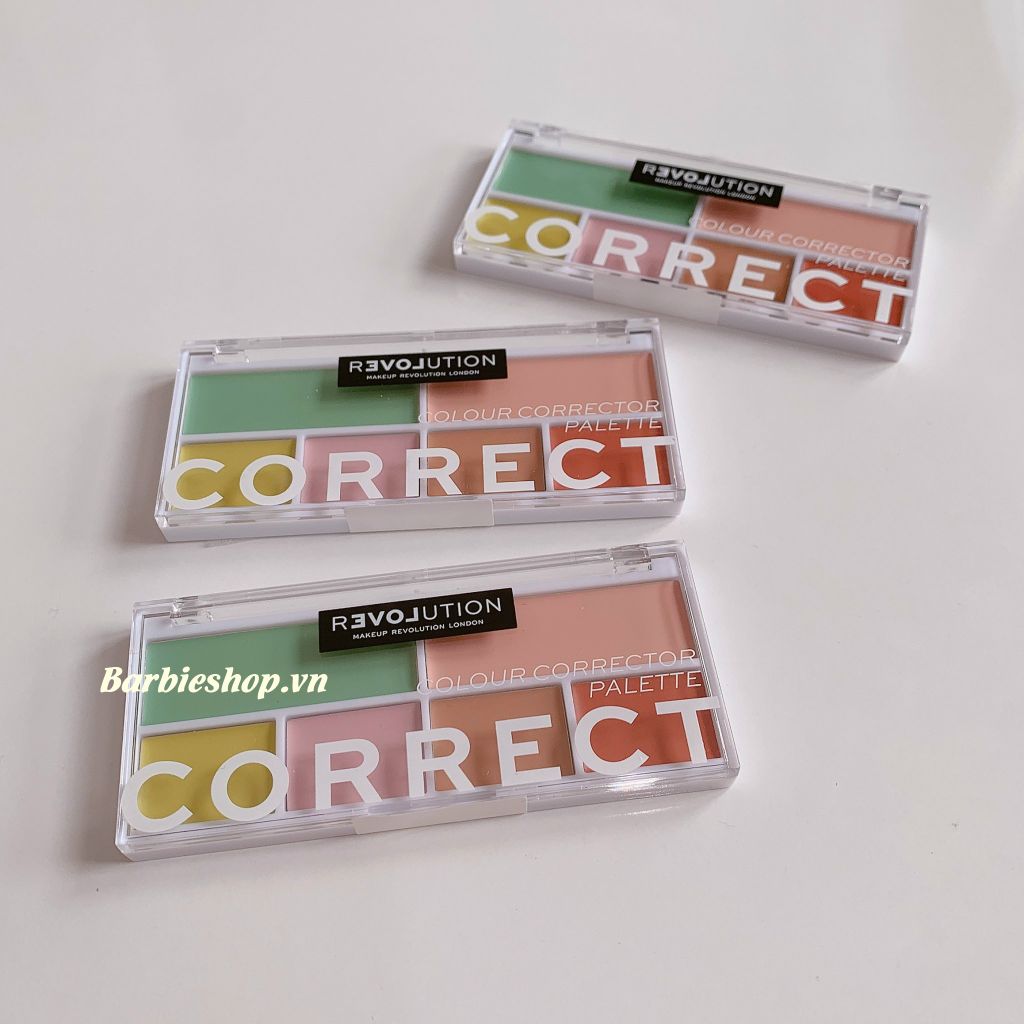 REVOLUTION
MAKEUP REVOLUTION LONDON
COLOUR CORRECTOR
PALETTE
CORRECT
REVOLUTION
MAKEUP REVOLUTION LONDON
COLOUR CORRECTOR
PALETTE
CORRECT
REVOLUTION
MAKEUP REVOLUTION LONDON
COLOUR CORRECTOR
PALETTE
Barbieshop.vn
CORRECT